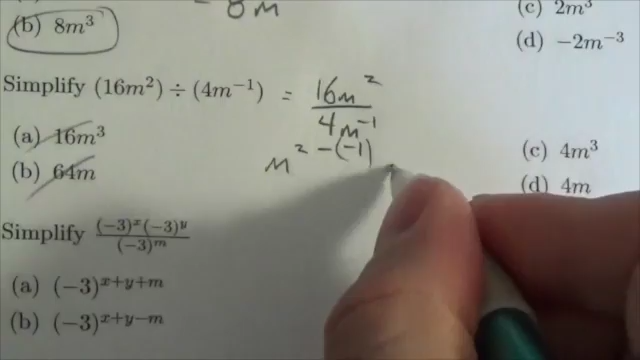 8m
(b) 8m³
(c) 2m³
(d) −2m⁻³
Simplify (16m²) ÷ (4m⁻¹) = 16m² / 4m⁻¹
(a) 16m³
m² −(−1)
(b) 64m
(c) 4m³
(d) 4m
Simplify (−3)ˣ(−3)ʸ / (−3)ᵐ
(a) (−3)ˣ⁺ʸ⁺ᵐ
(b) (−3)ˣ⁺ʸ⁻ᵐ